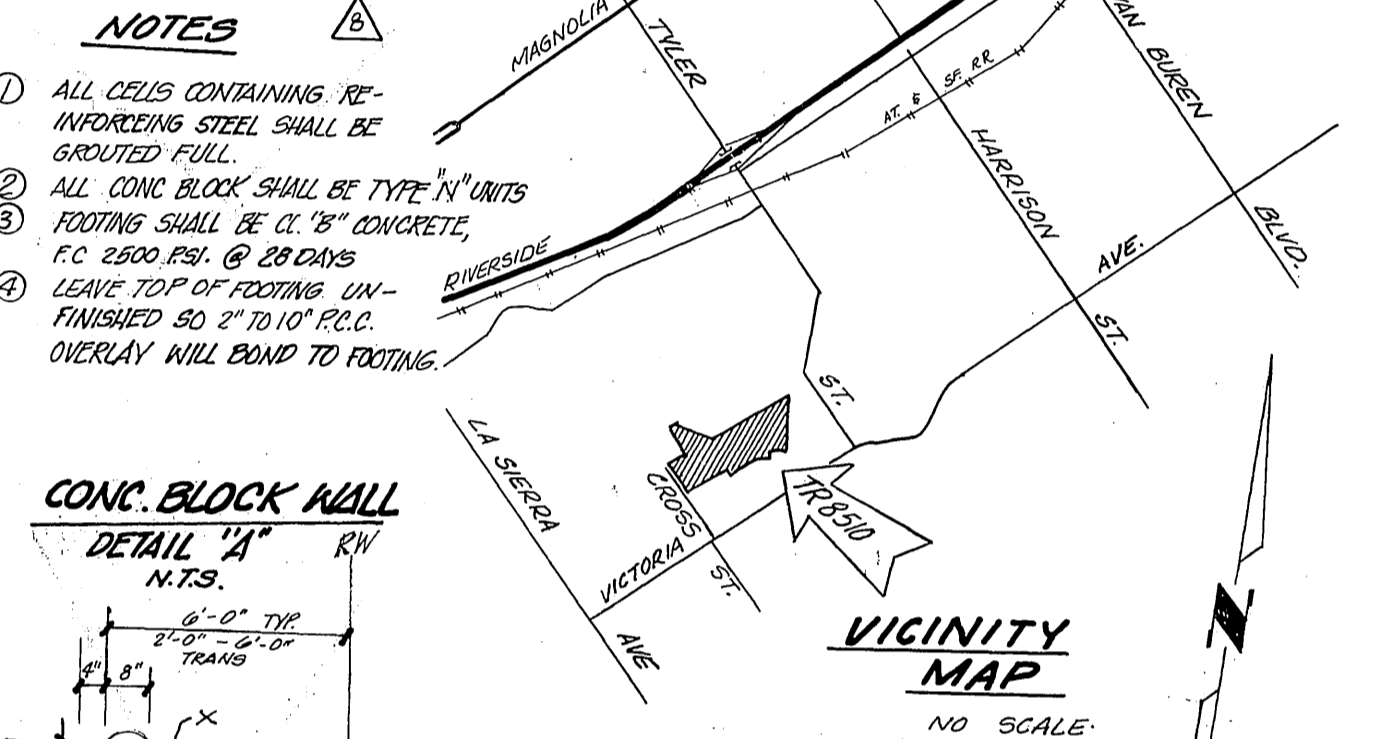 NOTES
8
1 ALL CELLS CONTAINING RE-
INFORCEING STEEL SHALL BE
GROUTED FULL.
2 ALL CONC BLOCK SHALL BE TYPE "N" UNITS
3 FOOTING SHALL BE CL. "B" CONCRETE,
F.C 2500 P.S.I. @ 28 DAYS
4 LEAVE TOP OF FOOTING UN-
FINISHED SO 2" TO 10" P.C.C.
OVERLAY WILL BOND TO FOOTING.
CONC. BLOCK WALL
DETAIL "A"
RW
N.T.S.
6'-0" TYP.
2'-0" - 6'-0"
TRANS
4" 8"
X
MAGNOLIA
TYLER
ST.
RIVERSIDE
AT. & SF. RR
HARRISON
ST.
VAN BUREN
BLVD.
LA SIERRA
AVE
CROSS
ST.
VICTORIA
AVE.
TR8510
VICINITY
MAP
NO SCALE.
N